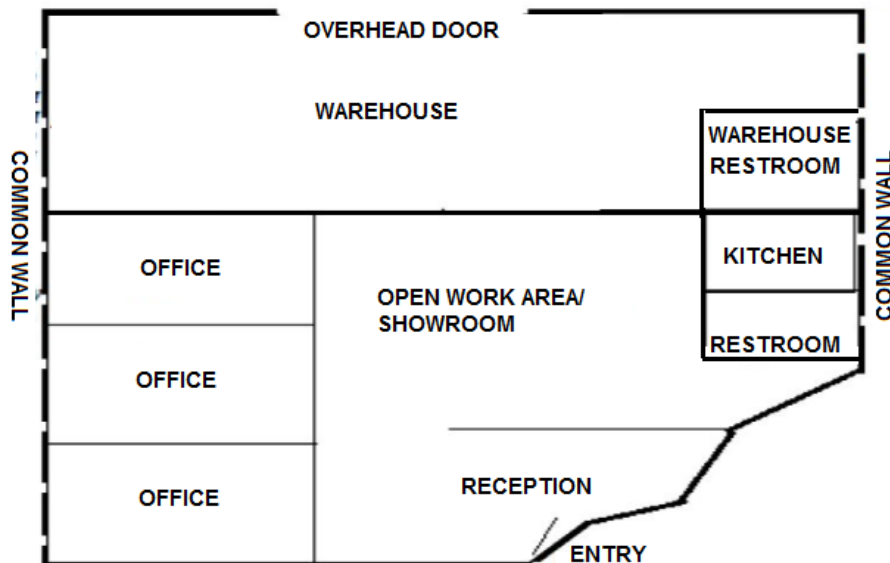 OVERHEAD DOOR
WAREHOUSE
WAREHOUSE
RESTROOM
COMMON WALL
COMMON WALL
OFFICE
KITCHEN
OPEN WORK AREA/
SHOWROOM
RESTROOM
OFFICE
RECEPTION
OFFICE
ENTRY